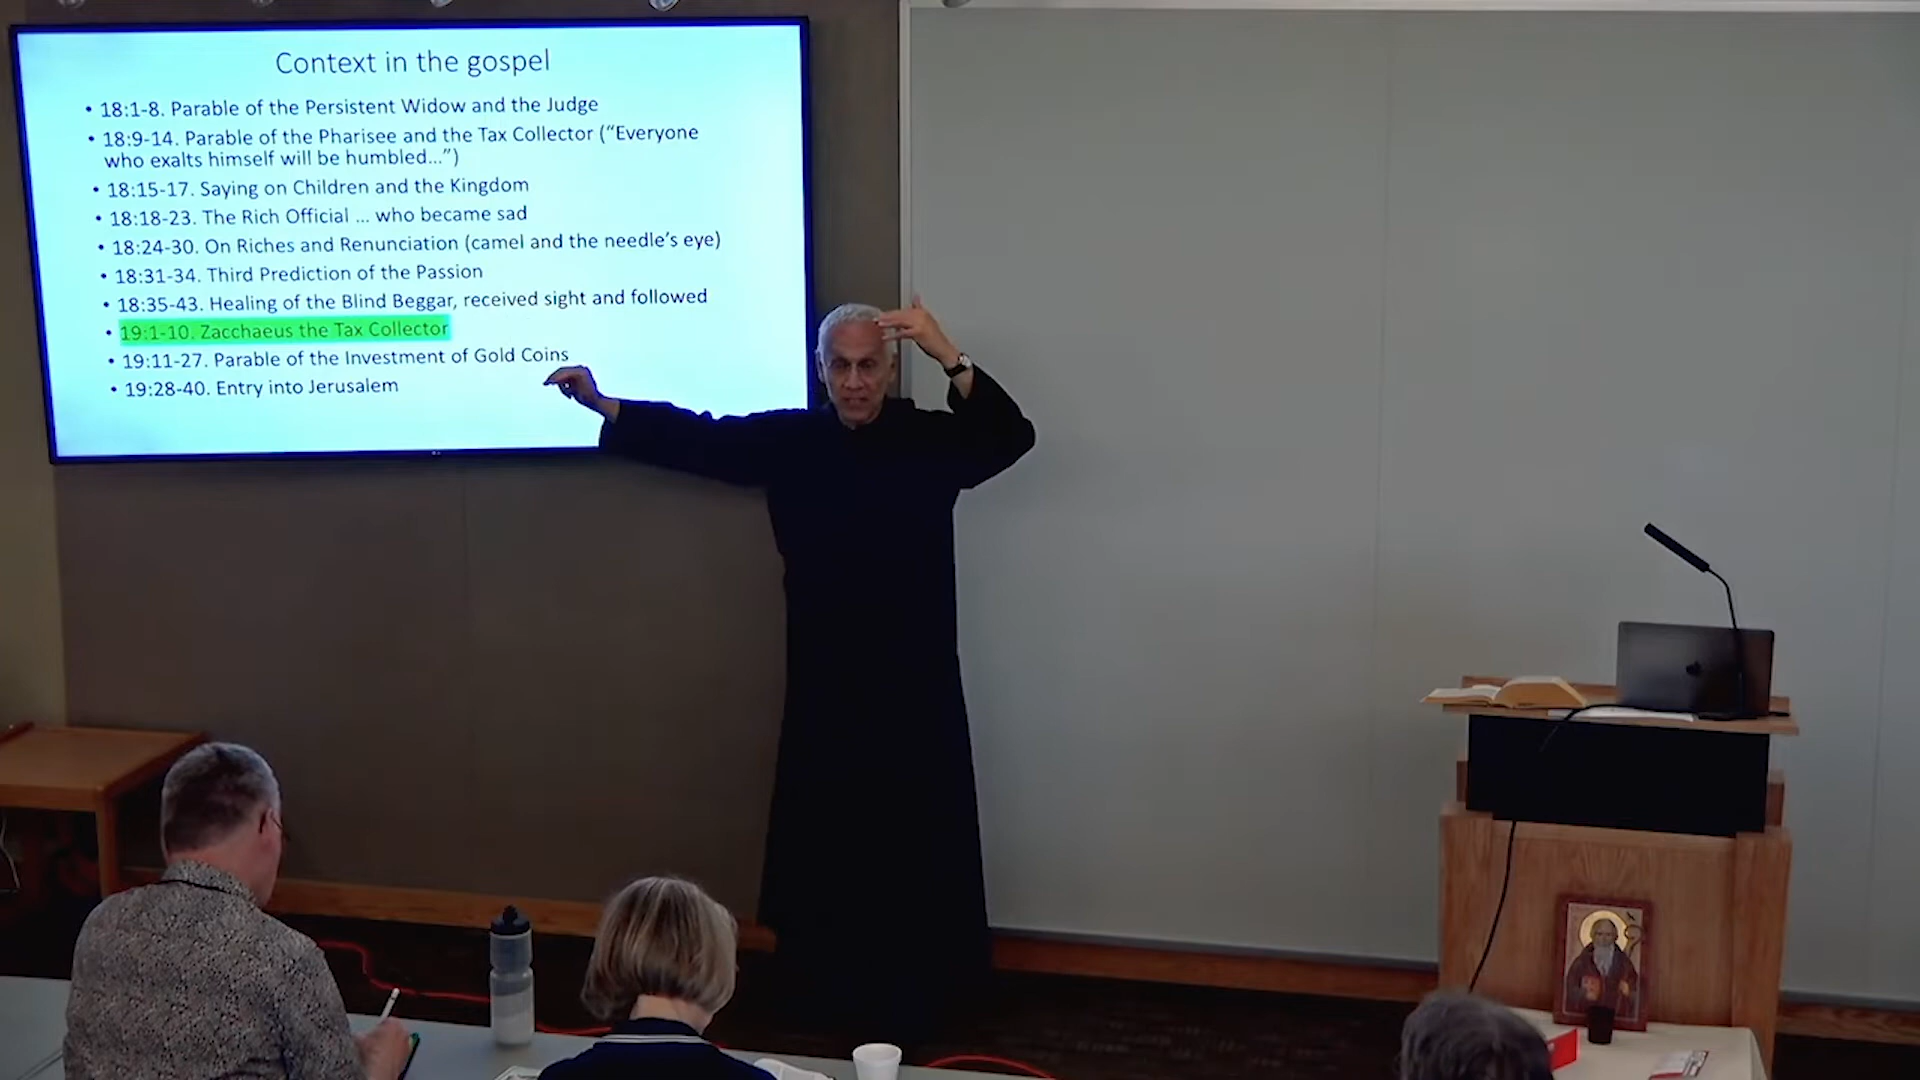 Context in the gospel
• 18:1-8. Parable of the Persistent Widow and the Judge
• 18:9-14. Parable of the Pharisee and the Tax Collector (“Everyone
who exalts himself will be humbled...”)
• 18:15-17. Saying on Children and the Kingdom
• 18:18-23. The Rich Official ... who became sad
• 18:24-30. On Riches and Renunciation (camel and the needle’s eye)
• 18:31-34. Third Prediction of the Passion
• 18:35-43. Healing of the Blind Beggar, received sight and followed
• 19:1-10. Zacchaeus the Tax Collector
• 19:11-27. Parable of the Investment of Gold Coins
• 19:28-40. Entry into Jerusalem